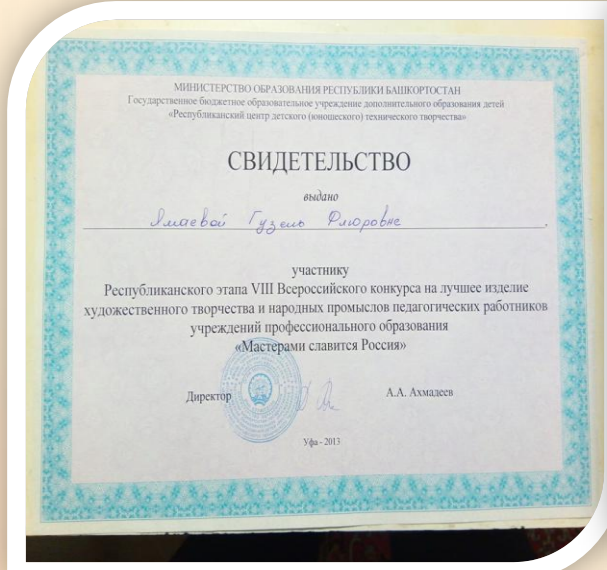 МИНИСТЕРСТВО ОБРАЗОВАНИЯ РЕСПУБЛИКИ БАШКОРТОСТАН
Государственное бюджетное образовательное учреждение дополнительного образования детей
«Республиканский центр детского (юношеского) технического творчества»
СВИДЕТЕЛЬСТВО
выдано
Ямаевой Гузель Флюровне
участнику
Республиканского этапа VIII Всероссийского конкурса на лучшее изделие
художественного творчества и народных промыслов педагогических работников
учреждений профессионального образования
«Мастерами славится Россия»
Директор А.А. Ахмадеев
Уфа - 2013